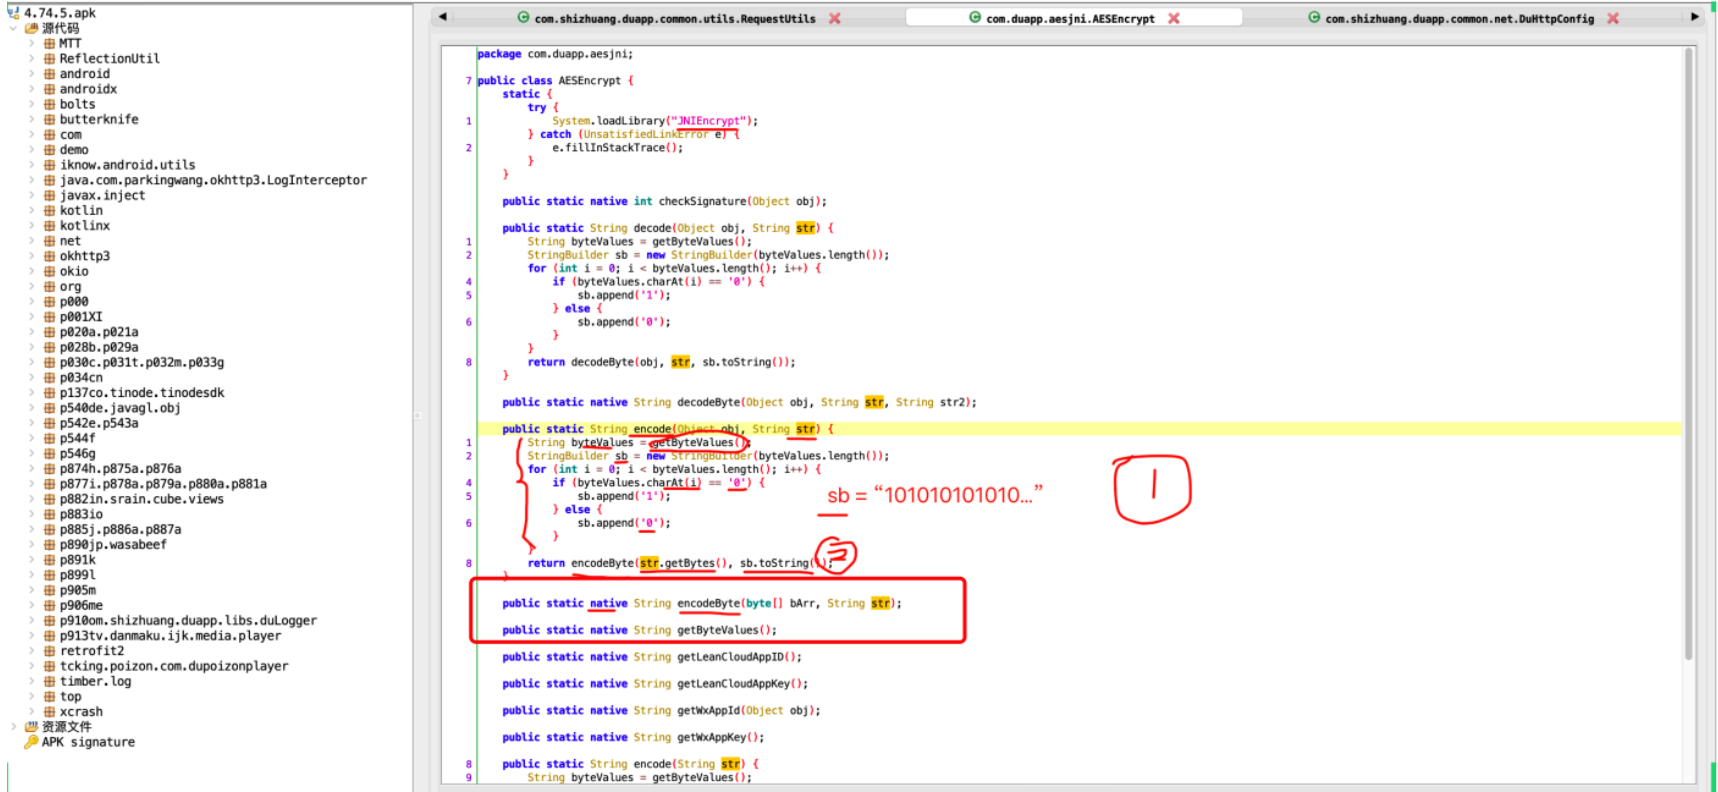 4.74.5.apk
源代码
MTT
ReflectionUtil
android
androidx
bolts
butterknife
com
demo
iknow.android.utils
java.com.parkingwang.okhttp3.LogInterceptor
javax.inject
kotlin
kotlinx
net
okhttp3
okio
org
p000
p001XI
p020a.p021a
p028b.p029a
p030c.p031t.p032m.p033g
p034cn
p137co.tinode.tinodesdk
p540de.javagl.obj
p542e.p543a
p544f
p546g
p874h.p875a.p876a
p877i.p878a.p879a.p880a.p881a
p882in.srain.cube.views
p883io
p885j.p886a.p887a
p890jp.wasabeef
p891k
p899l
p905m
p906me
p910om.shizhuang.duapp.libs.duLogger
p913tv.danmaku.ijk.media.player
retrofit2
tcking.poizon.com.dupoizonplayer
timber.log
top
xcrash
资源文件
APK signature
com.shizhuang.duapp.common.utils.RequestUtils
com.duapp.aesjni.AESEncrypt
com.shizhuang.duapp.common.net.DuHttpConfig
package com.duapp.aesjni;
7 public class AESEncrypt {
static {
try {
1 System.loadLibrary("JNIEncrypt");
} catch (UnsatisfiedLinkError e) {
2 e.fillInStackTrace();
}
}
public static native int checkSignature(Object obj);
public static String decode(Object obj, String str) {
1 String byteValues = getByteValues();
2 StringBuilder sb = new StringBuilder(byteValues.length());
for (int i = 0; i < byteValues.length(); i++) {
4 if (byteValues.charAt(i) == '0') {
5 sb.append('1');
} else {
6 sb.append('0');
}
}
8 return decodeByte(obj, str, sb.toString());
}
public static native String decodeByte(Object obj, String str, String str2);
public static String encode(Object obj, String str) {
1 String byteValues = getByteValues();
2 StringBuilder sb = new StringBuilder(byteValues.length());
for (int i = 0; i < byteValues.length(); i++) {
4 if (byteValues.charAt(i) == '0') {
5 sb.append('1');
} else {
6 sb.append('0');
}
}
8 return encodeByte(str.getBytes(), sb.toString());
}
sb = “101010101010…”
1
2
public static native String encodeByte(byte[] bArr, String str);
public static native String getByteValues();
public static native String getLeanCloudAppID();
public static native String getLeanCloudAppKey();
public static native String getWxAppId(Object obj);
public static native String getWxAppKey();
8 public static String encode(String str) {
9 String byteValues = getByteValues();